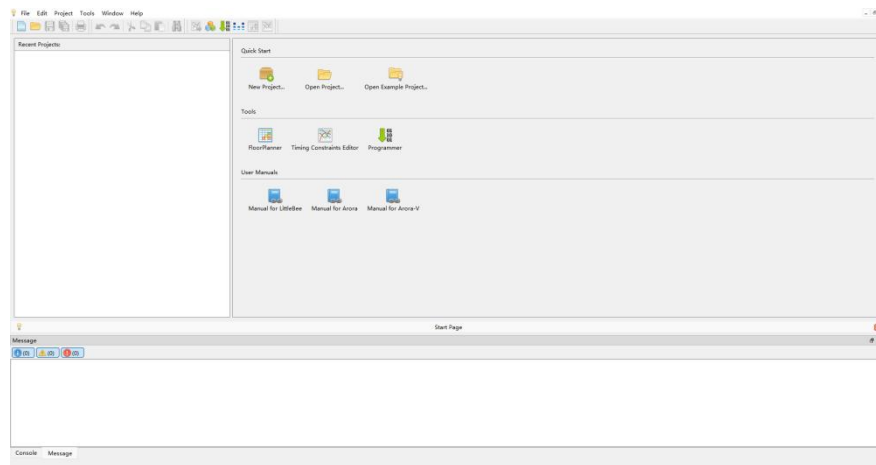 File Edit Project Tools Window Help
Recent Projects:
Quick Start
New Project... Open Project... Open Example Project...
Tools
FloorPlanner Timing Constraints Editor Programmer
User Manuals
Manual for LittleBee Manual for Arora Manual for Arora-V
Start Page
Message
(0) (0) (0)
Console Message